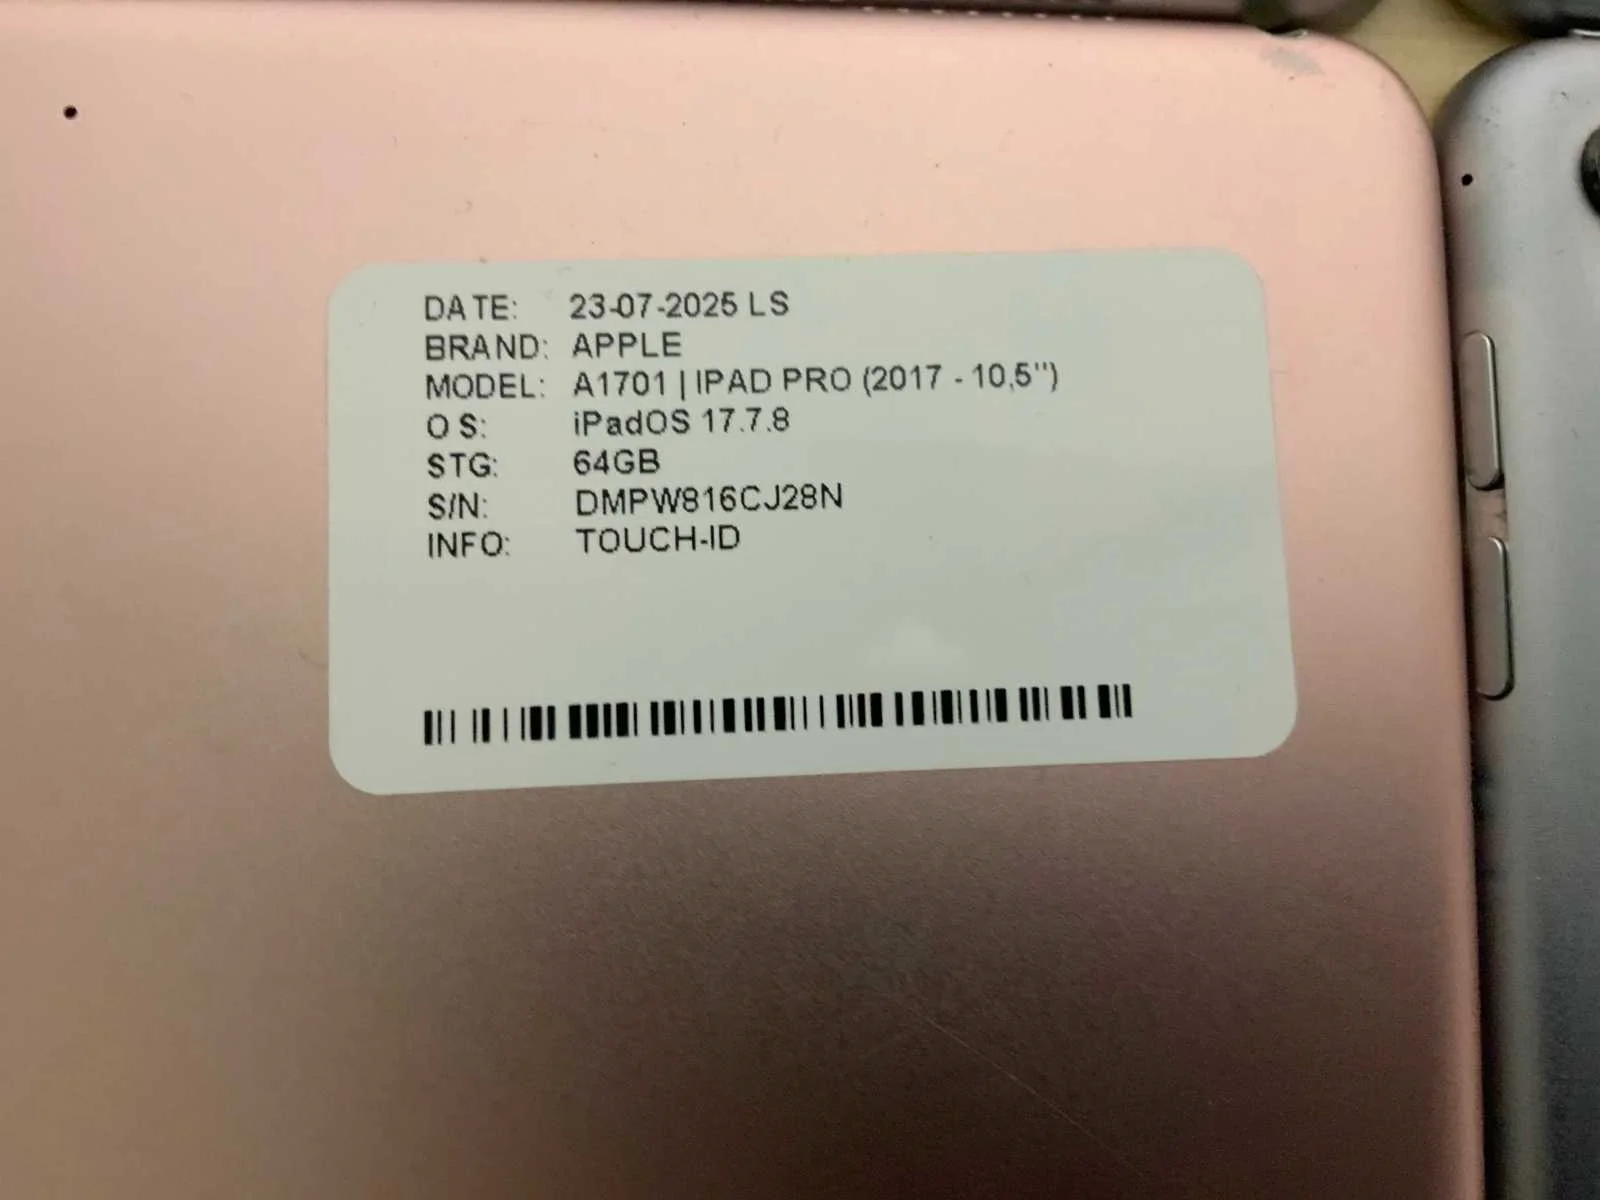 DATE: 23-07-2025 LS
BRAND: APPLE
MODEL: A1701 | IPAD PRO (2017 - 10,5")
OS: iPadOS 17.7.8
STG: 64GB
S/N: DMPW816CJ28N
INFO: TOUCH-ID